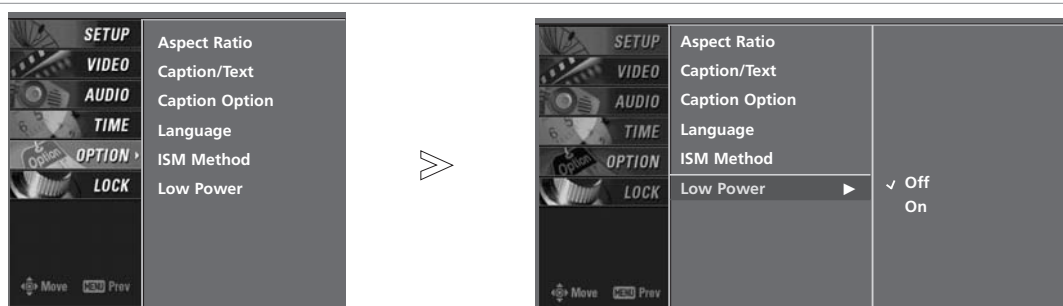 SETUP
VIDEO
AUDIO
TIME
OPTION
LOCK
Aspect Ratio
Caption/Text
Caption Option
Language
ISM Method
Low Power
Move MENU Prev
>
SETUP
VIDEO
AUDIO
TIME
OPTION
LOCK
Aspect Ratio
Caption/Text
Caption Option
Language
ISM Method
Low Power ►
✓ Off
On
Move MENU Prev